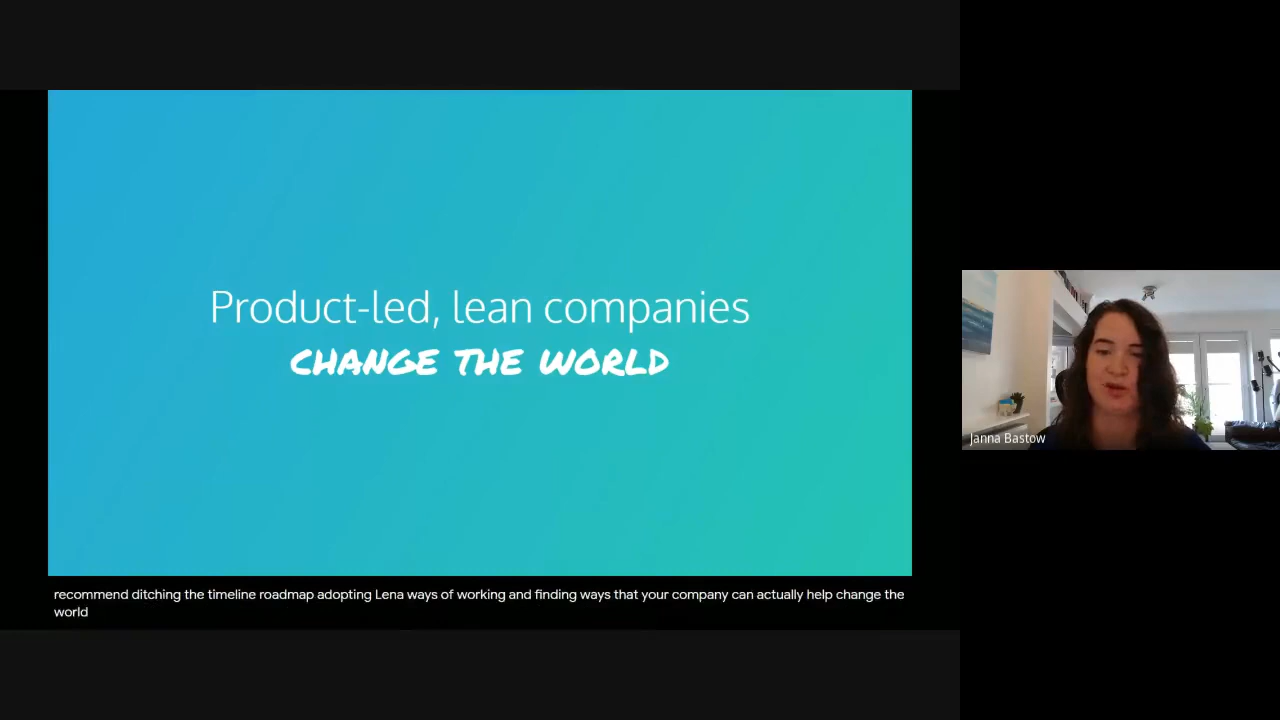 Product-led, lean companies
CHANGE THE WORLD
Janna Bastow
recommend ditching the timeline roadmap adopting Lena ways of working and finding ways that your company can actually help change the
world